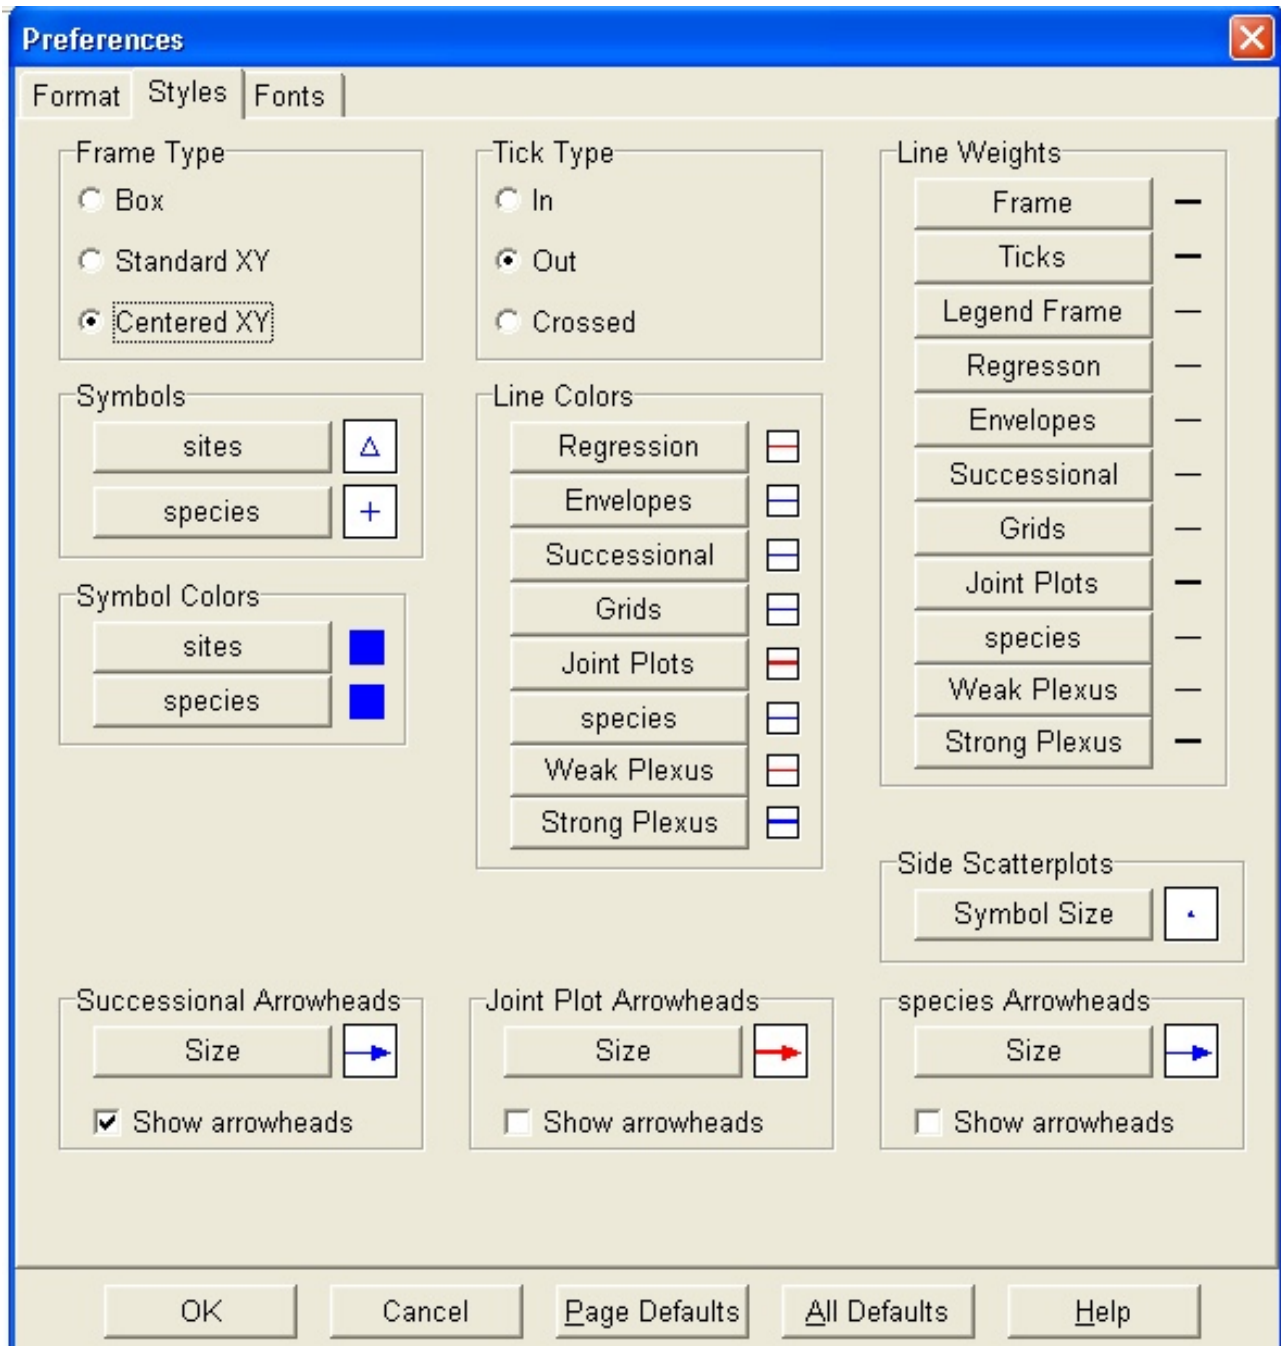 Preferences
Format Styles Fonts
Frame Type
Box
Standard XY
Centered XY
Tick Type
In
Out
Crossed
Line Weights
Frame
Ticks
Legend Frame
Regresson
Envelopes
Successional
Grids
Joint Plots
species
Weak Plexus
Strong Plexus
Symbols
sites
species
Line Colors
Regression
Envelopes
Successional
Grids
Joint Plots
species
Weak Plexus
Strong Plexus
Symbol Colors
sites
species
Side Scatterplots
Symbol Size
Successional Arrowheads
Size
Show arrowheads
Joint Plot Arrowheads
Size
Show arrowheads
species Arrowheads
Size
Show arrowheads
OK Cancel Page Defaults All Defaults Help